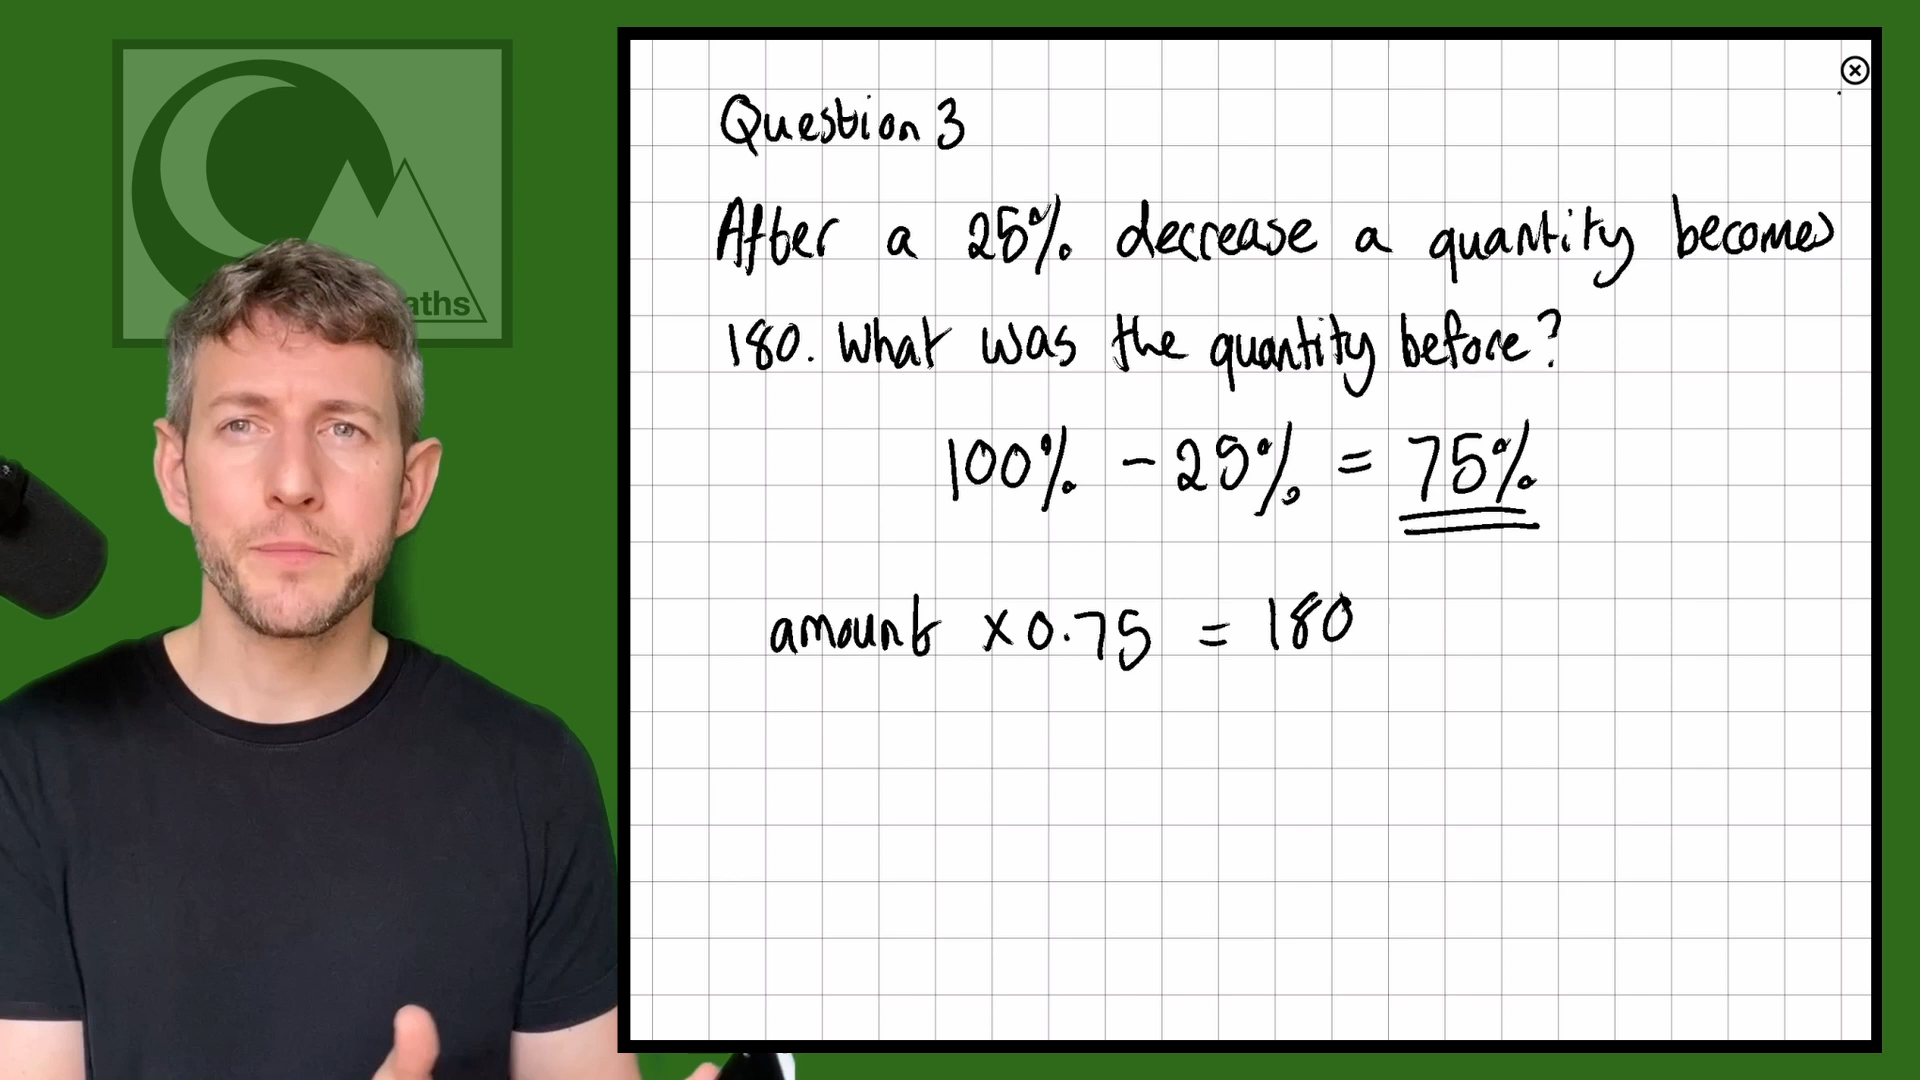 aths
Question 3
After a 25% decrease a quantity becomes
180. What was the quantity before?
100% - 25% = 75%
amount × 0.75 = 180